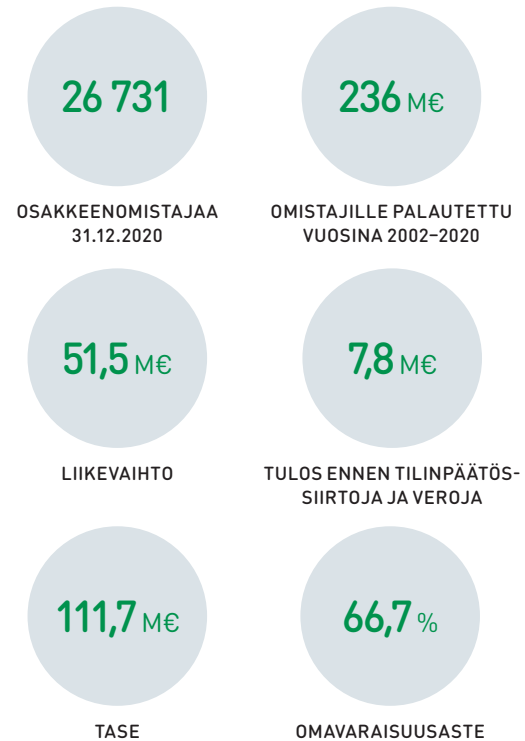 26 731
OSAKKEENOMISTAJAA
31.12.2020
236 M€
OMISTAJILLE PALAUTETTU
VUOSINA 2002–2020
51,5 M€
LIIKEVAIHTO
7,8 M€
TULOS ENNEN TILINPÄÄTÖS-
SIIRTOJA JA VEROJA
111,7 M€
TASE
66,7 %
OMAVARAISUUSASTE